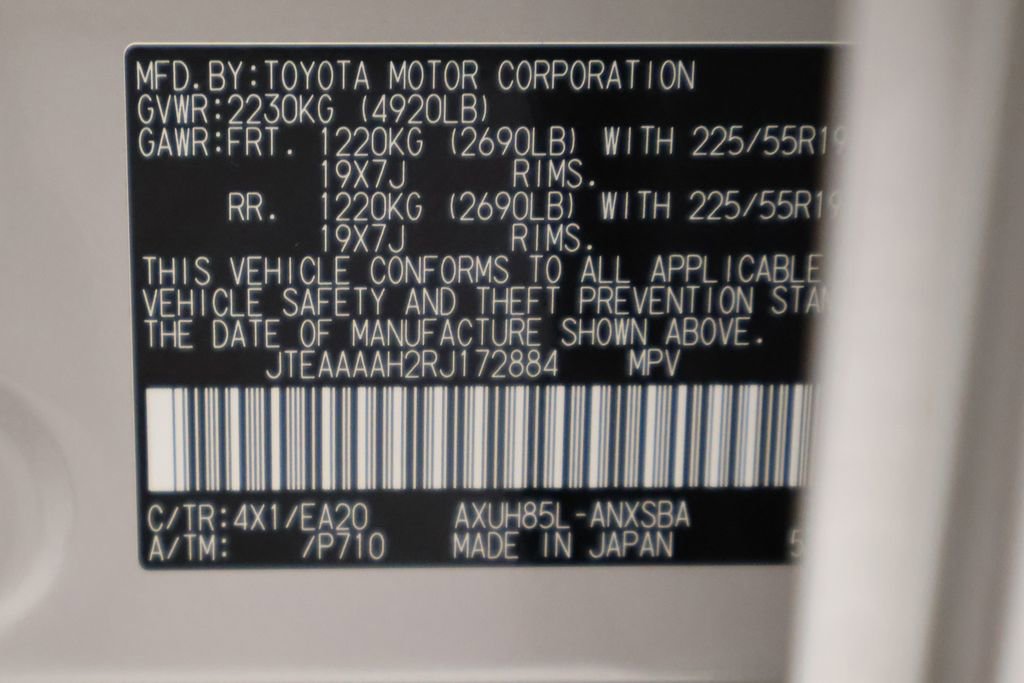 MFD.BY:TOYOTA MOTOR CORPORATION
GVWR:2230KG (4920LB)
GAWR:FRT. 1220KG (2690LB) WITH 225/55R19
19X7J RIMS.
RR. 1220KG (2690LB) WITH 225/55R19
19X7J RIMS.
THIS VEHICLE CONFORMS TO ALL APPLICABLE
VEHICLE SAFETY AND THEFT PREVENTION STAN
THE DATE OF MANUFACTURE SHOWN ABOVE.
JTEAAAAH2RJ172884 MPV
C/TR:4X1/EA20 AXUH85L-ANXSBA
A/TM: /P710 MADE IN JAPAN 5